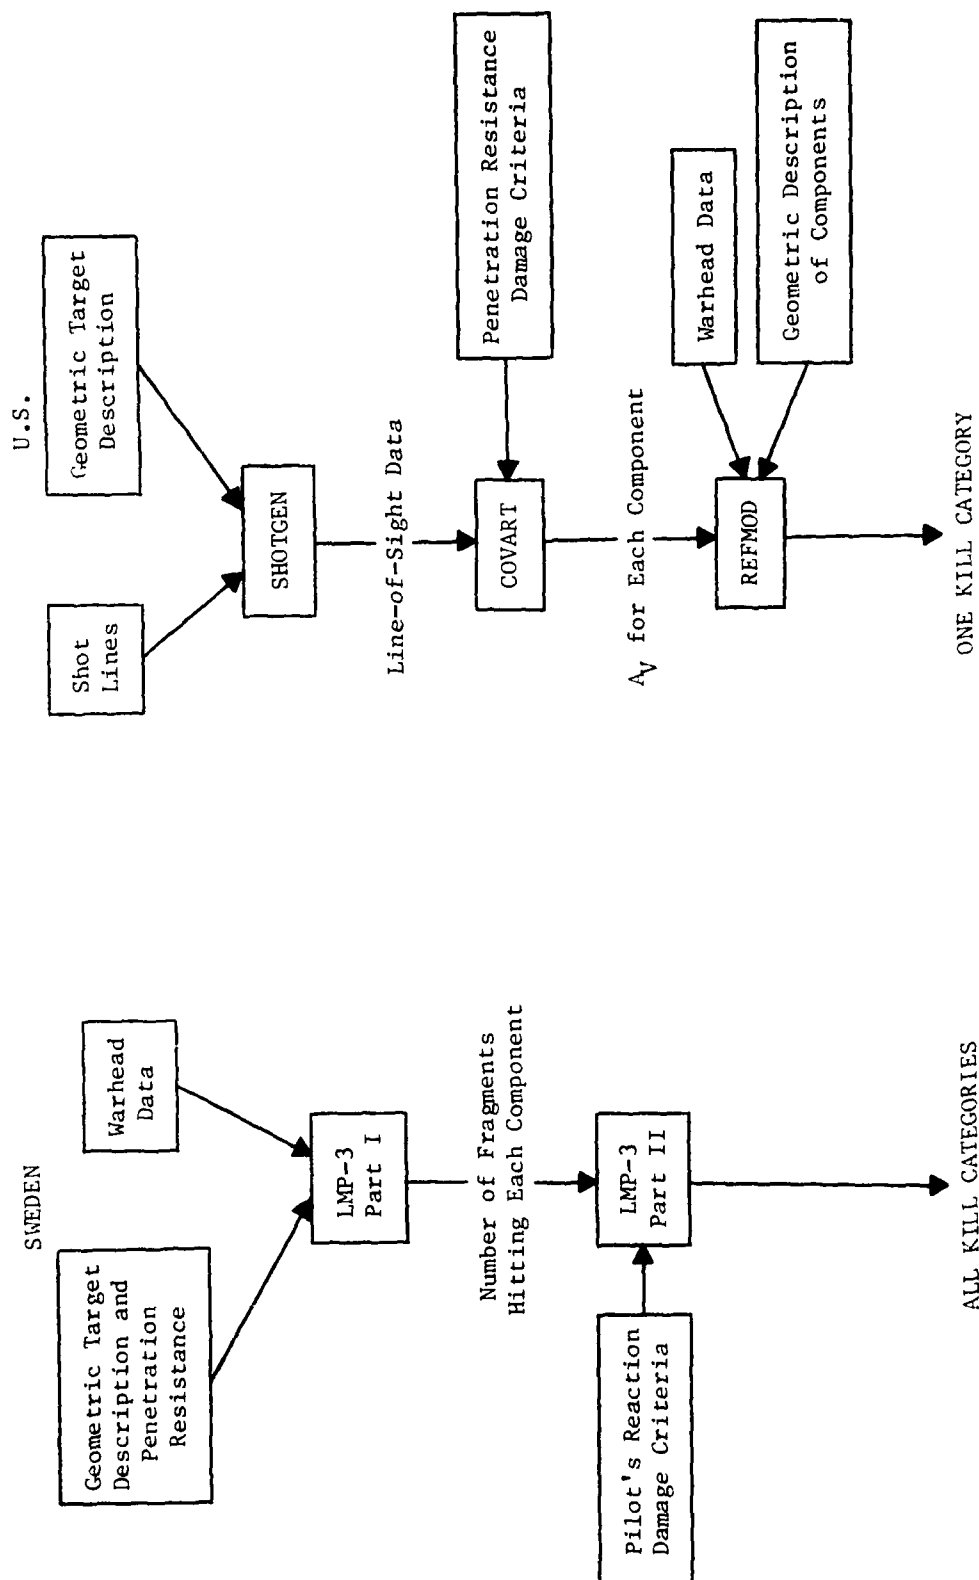 SWEDEN
Geometric Target
Description and
Penetration
Resistance
Warhead
Data
LMP-3
Part I
Number of Fragments
Hitting Each Component
Pilot's Reaction
Damage Criteria
LMP-3
Part II
ALL KILL CATEGORIES
U.S.
Shot
Lines
Geometric Target
Description
SHOTGEN
Line-of-Sight Data
Penetration Resistance
Damage Criteria
COVART
AV for Each Component
Warhead Data
REFMOD
Geometric Description
of Components
ONE KILL CATEGORY